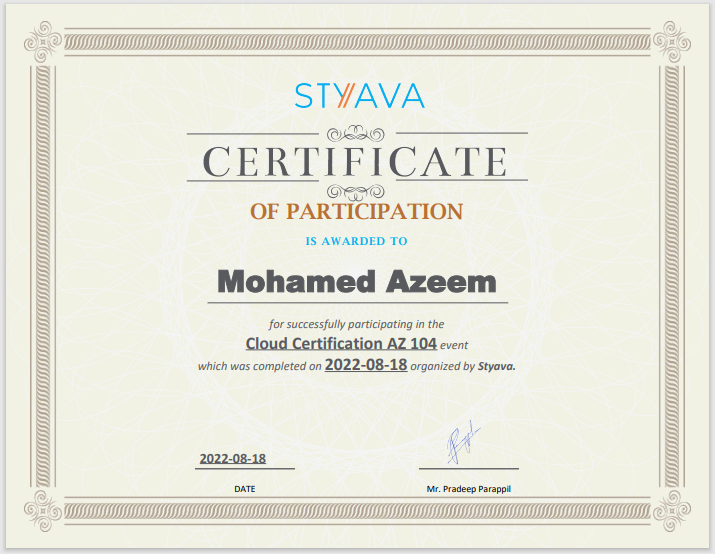 STYAVA
CERTIFICATE
OF PARTICIPATION
IS AWARDED TO
Mohamed Azeem
for successfully participating in the
Cloud Certification AZ 104 event
which was completed on 2022-08-18 organized by Styava.
2022-08-18
DATE
Mr. Pradeep Parappil